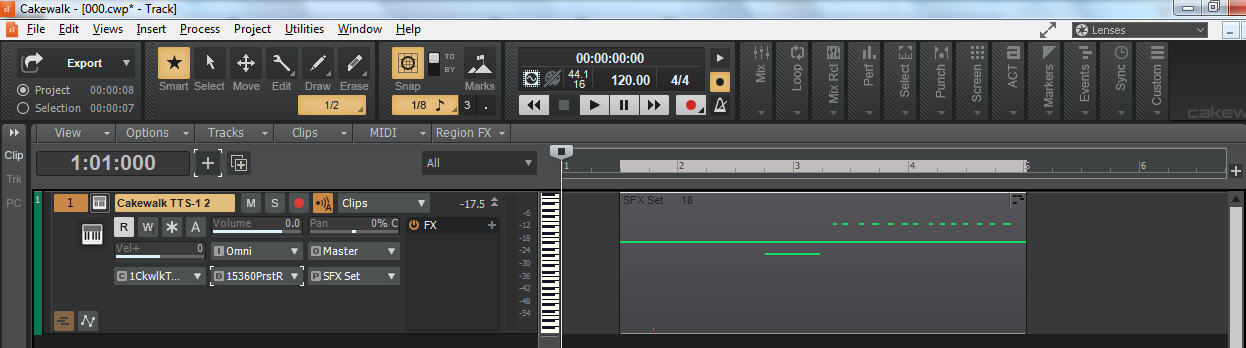 Cakewalk - [000.cwp* - Track]
File Edit Views Insert Process Project Utilities Window Help
Lenses
Export
Project 00:00:08
Selection 00:00:07
Smart Select Move Edit Draw Erase
1/2
Snap TO BY Marks
1/8 3 .
00:00:00:00
44.1 16 120.00 4/4
Mix Loop Mix Rcl Perf Select Punch Screen ACT Markers Events Sync Custom
cakewalk
View Options Tracks Clips MIDI Region FX
Clip
Trk
PC
1:01:000
All
1 2 3 4 5 6
1 1 Cakewalk TTS-1 2 M S Clips -17.5
SFX Set 18
R W A Volume 0.0 Pan 0% C
FX
Vel+ 0 I Omni O Master
C 1CkwlkT... B 15360PrstR P SFX Set
-6
-12
-18
-24
-30
-36
-42
-48
-54